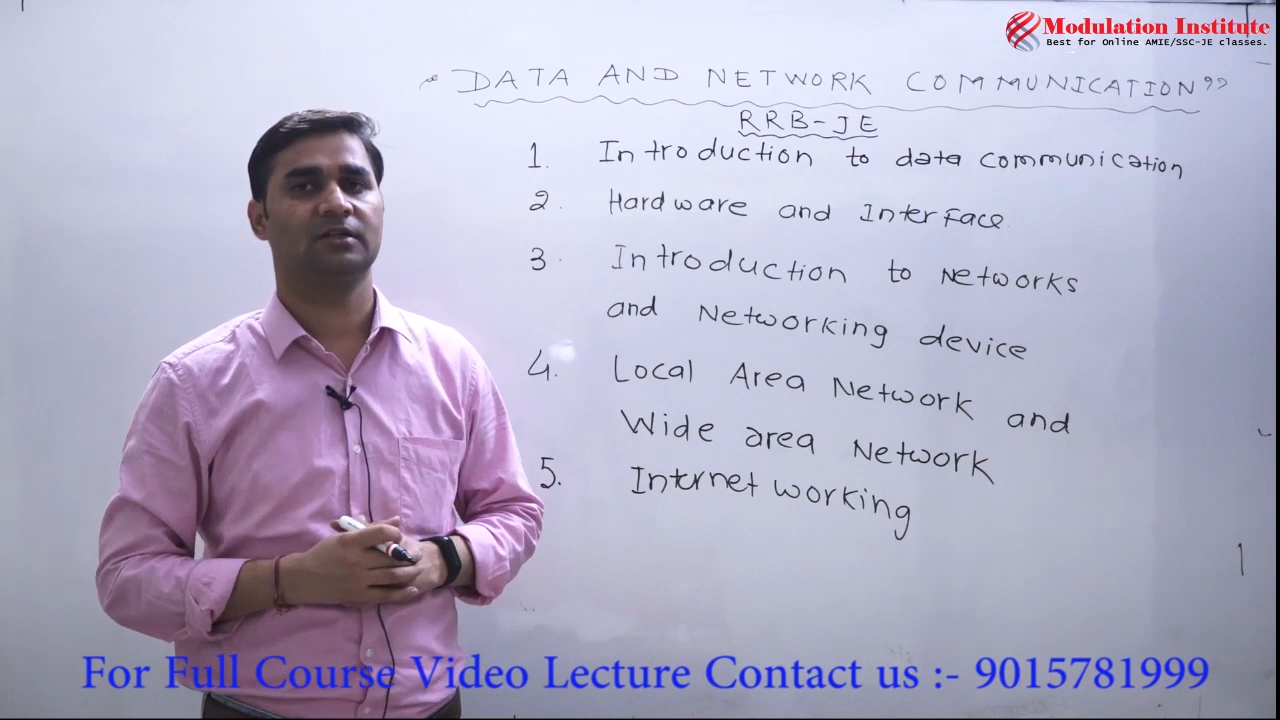 Modulation Institute
Best for Online AMIE/SSC-JE classes.
"DATA AND NETWORK COMMUNICATION"
RRB-JE
1. Introduction to data communication
2. Hardware and Interface
3. Introduction to Networks
and Networking device
4. Local Area Network and
Wide area Network
5. Internet working
For Full Course Video Lecture Contact us :- 9015781999